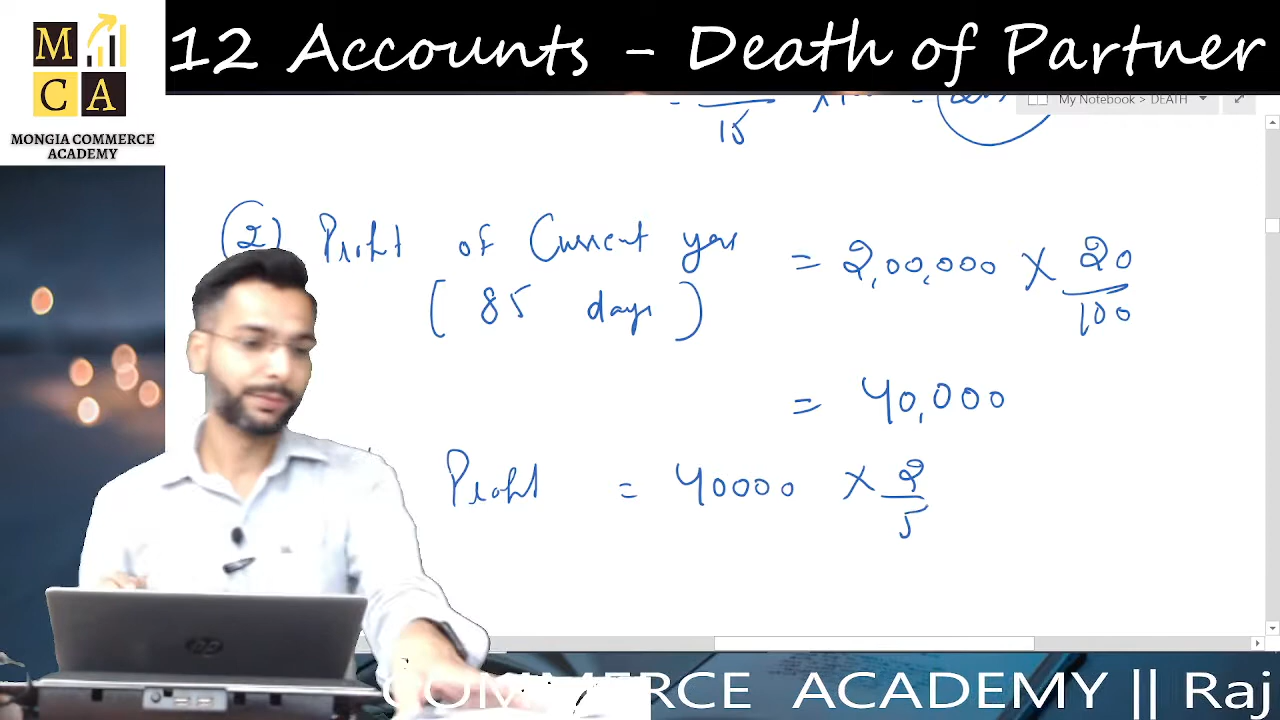 M
C A
MONGIA COMMERCE
ACADEMY
12 Accounts - Death of Partner
My Notebook > DEATH
=
15
2) Profit of Current year = 2,00,000 × 20/100
( 85 days )
= 40,000
Profit = 40000 × 2/5
COMMERCE ACADEMY || Raj